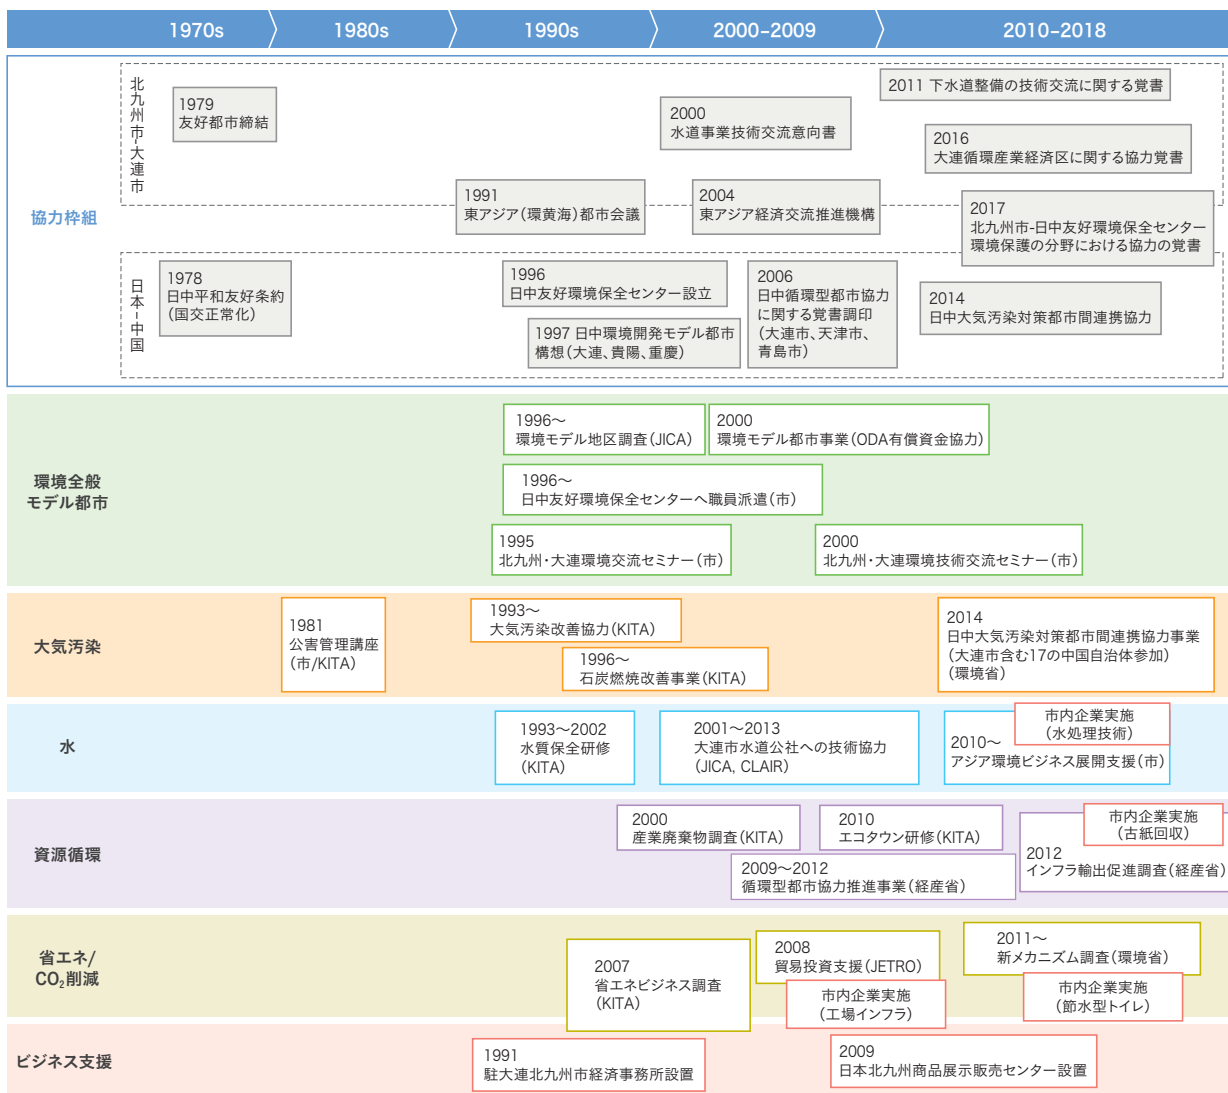 1970s
1980s
1990s
2000–2009
2010–2018
協力枠組
北九州市-大連市
1979
友好都市締結
2000
水道事業技術交流意向書
2011 下水道整備の技術交流に関する覚書
2016
大連循環産業経済区に関する協力覚書
1991
東アジア(環黄海)都市会議
2004
東アジア経済交流推進機構
2017
北九州市-日中友好環境保全センター
環境保護の分野における協力の覚書
日本-中国
1978
日中平和友好条約
(国交正常化)
1996
日中友好環境保全センター設立
1997 日中環境開発モデル都市
構想(大連、貴陽、重慶)
2006
日中循環型都市協力
に関する覚書調印
(大連市、天津市、
青島市)
2014
日中大気汚染対策都市間連携協力
環境全般
モデル都市
1996〜
環境モデル地区調査(JICA)
2000
環境モデル都市事業(ODA有償資金協力)
1996〜
日中友好環境保全センターへ職員派遣(市)
1995
北九州・大連環境交流セミナー(市)
2000
北九州・大連環境技術交流セミナー(市)
大気汚染
1981
公害管理講座
(市/KITA)
1993〜
大気汚染改善協力(KITA)
1996〜
石炭燃焼改善事業(KITA)
2014
日中大気汚染対策都市間連携協力事業
(大連市含む17の中国自治体参加)
(環境省)
水
1993〜2002
水質保全研修
(KITA)
2001〜2013
大連市水道公社への技術協力
(JICA, CLAIR)
市内企業実施
(水処理技術)
2010〜
アジア環境ビジネス展開支援(市)
資源循環
2000
産業廃棄物調査(KITA)
2010
エコタウン研修(KITA)
2009〜2012
循環型都市協力推進事業(経産省)
市内企業実施
(古紙回収)
2012
インフラ輸出促進調査(経産省)
省エネ/
CO₂削減
2007
省エネビジネス調査
(KITA)
2008
貿易投資支援(JETRO)
市内企業実施
(工場インフラ)
2011〜
新メカニズム調査(環境省)
市内企業実施
(節水型トイレ)
ビジネス支援
1991
駐大連北九州市経済事務所設置
2009
日本北九州商品展示販売センター設置